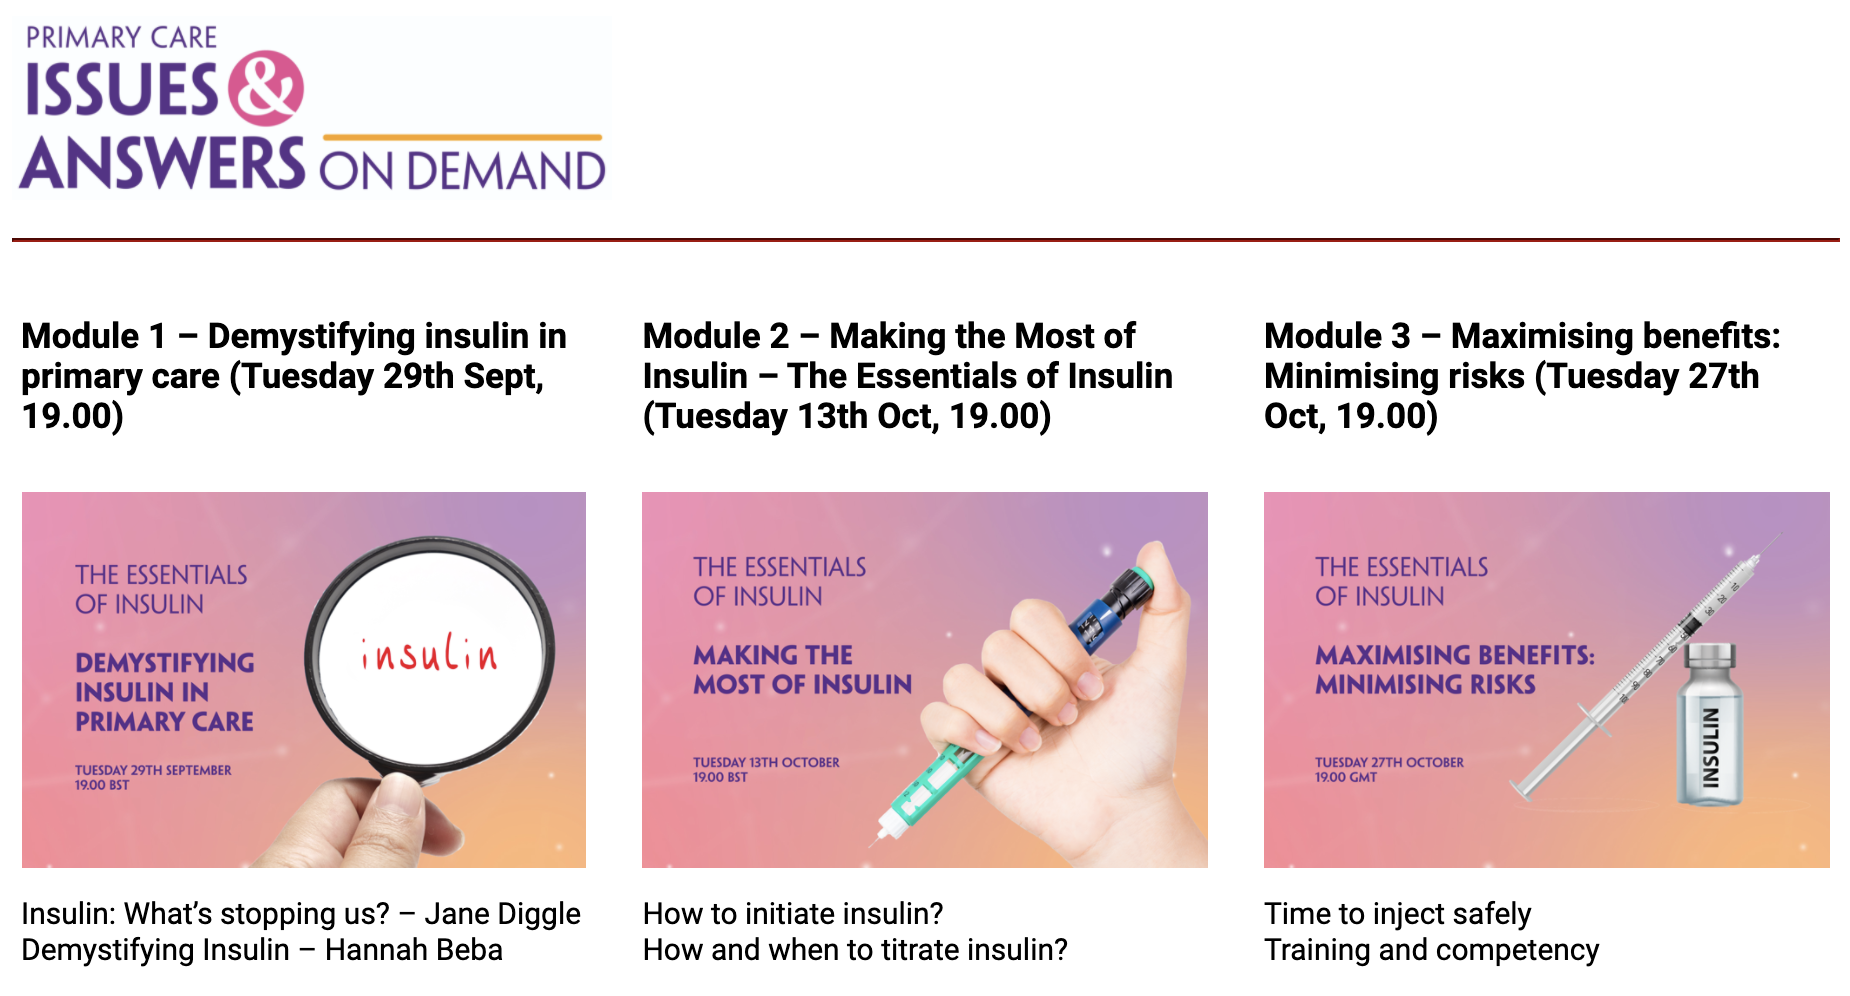 PRIMARY CARE
ISSUES &
ANSWERS ON DEMAND
Module 1 – Demystifying insulin in
primary care (Tuesday 29th Sept,
19.00)
THE ESSENTIALS
OF INSULIN
DEMYSTIFYING
INSULIN IN
PRIMARY CARE
TUESDAY 29TH SEPTEMBER
19.00 BST
insulin
Insulin: What’s stopping us? – Jane Diggle
Demystifying Insulin – Hannah Beba
Module 2 – Making the Most of
Insulin – The Essentials of Insulin
(Tuesday 13th Oct, 19.00)
THE ESSENTIALS
OF INSULIN
MAKING THE
MOST OF INSULIN
TUESDAY 13TH OCTOBER
19.00 BST
How to initiate insulin?
How and when to titrate insulin?
Module 3 – Maximising benefits:
Minimising risks (Tuesday 27th
Oct, 19.00)
THE ESSENTIALS
OF INSULIN
MAXIMISING BENEFITS:
MINIMISING RISKS
TUESDAY 27TH OCTOBER
19.00 GMT
INSULIN
Time to inject safely
Training and competency